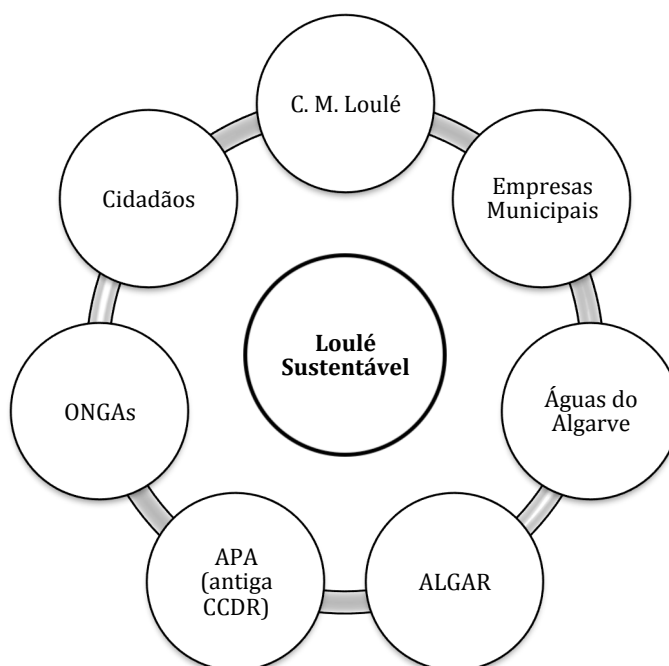 C. M. Loulé
Empresas
Municipais
Águas do
Algarve
ALGAR
APA
(antiga
CCDR)
ONGAs
Cidadãos
Loulé
Sustentável